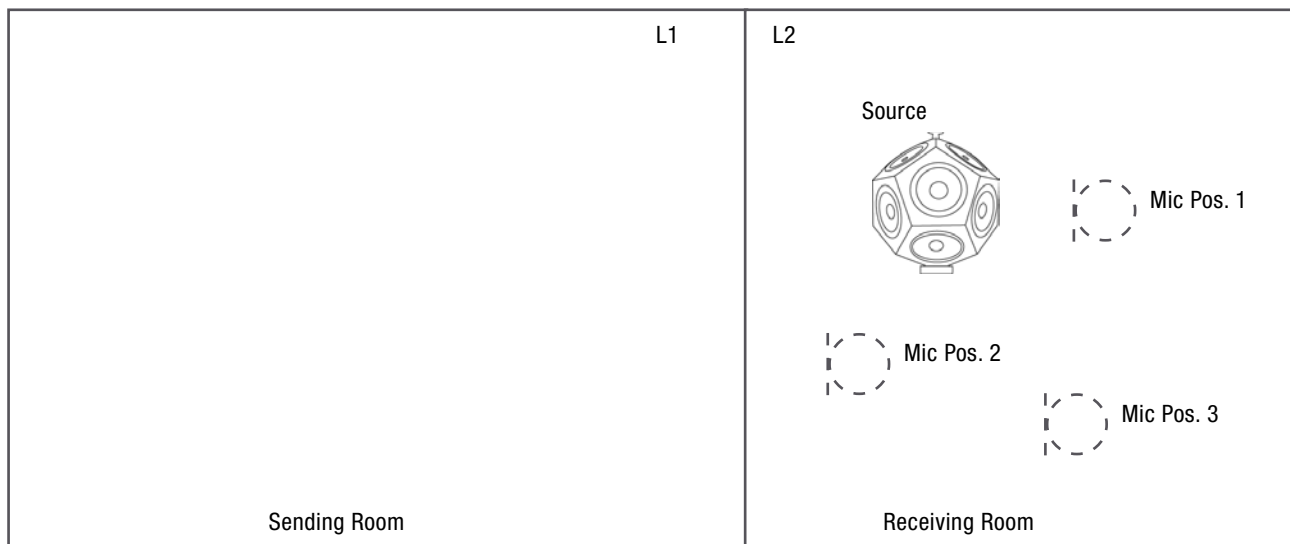 L1
L2
Source
Mic Pos. 1
Mic Pos. 2
Mic Pos. 3
Sending Room
Receiving Room